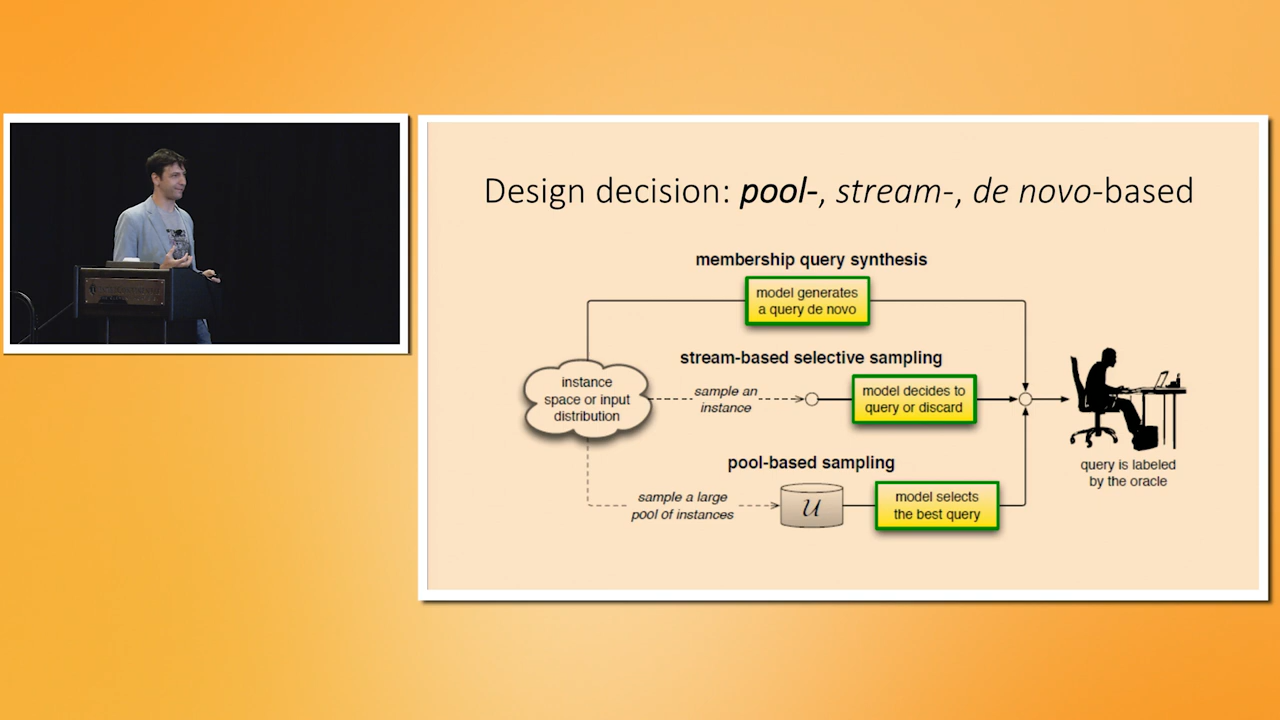 Design decision: pool-, stream-, de novo-based
membership query synthesis
model generates
a query de novo
stream-based selective sampling
instance
space or input
distribution
sample an
instance
model decides to
query or discard
query is labeled
by the oracle
pool-based sampling
sample a large
pool of instances
U
model selects
the best query